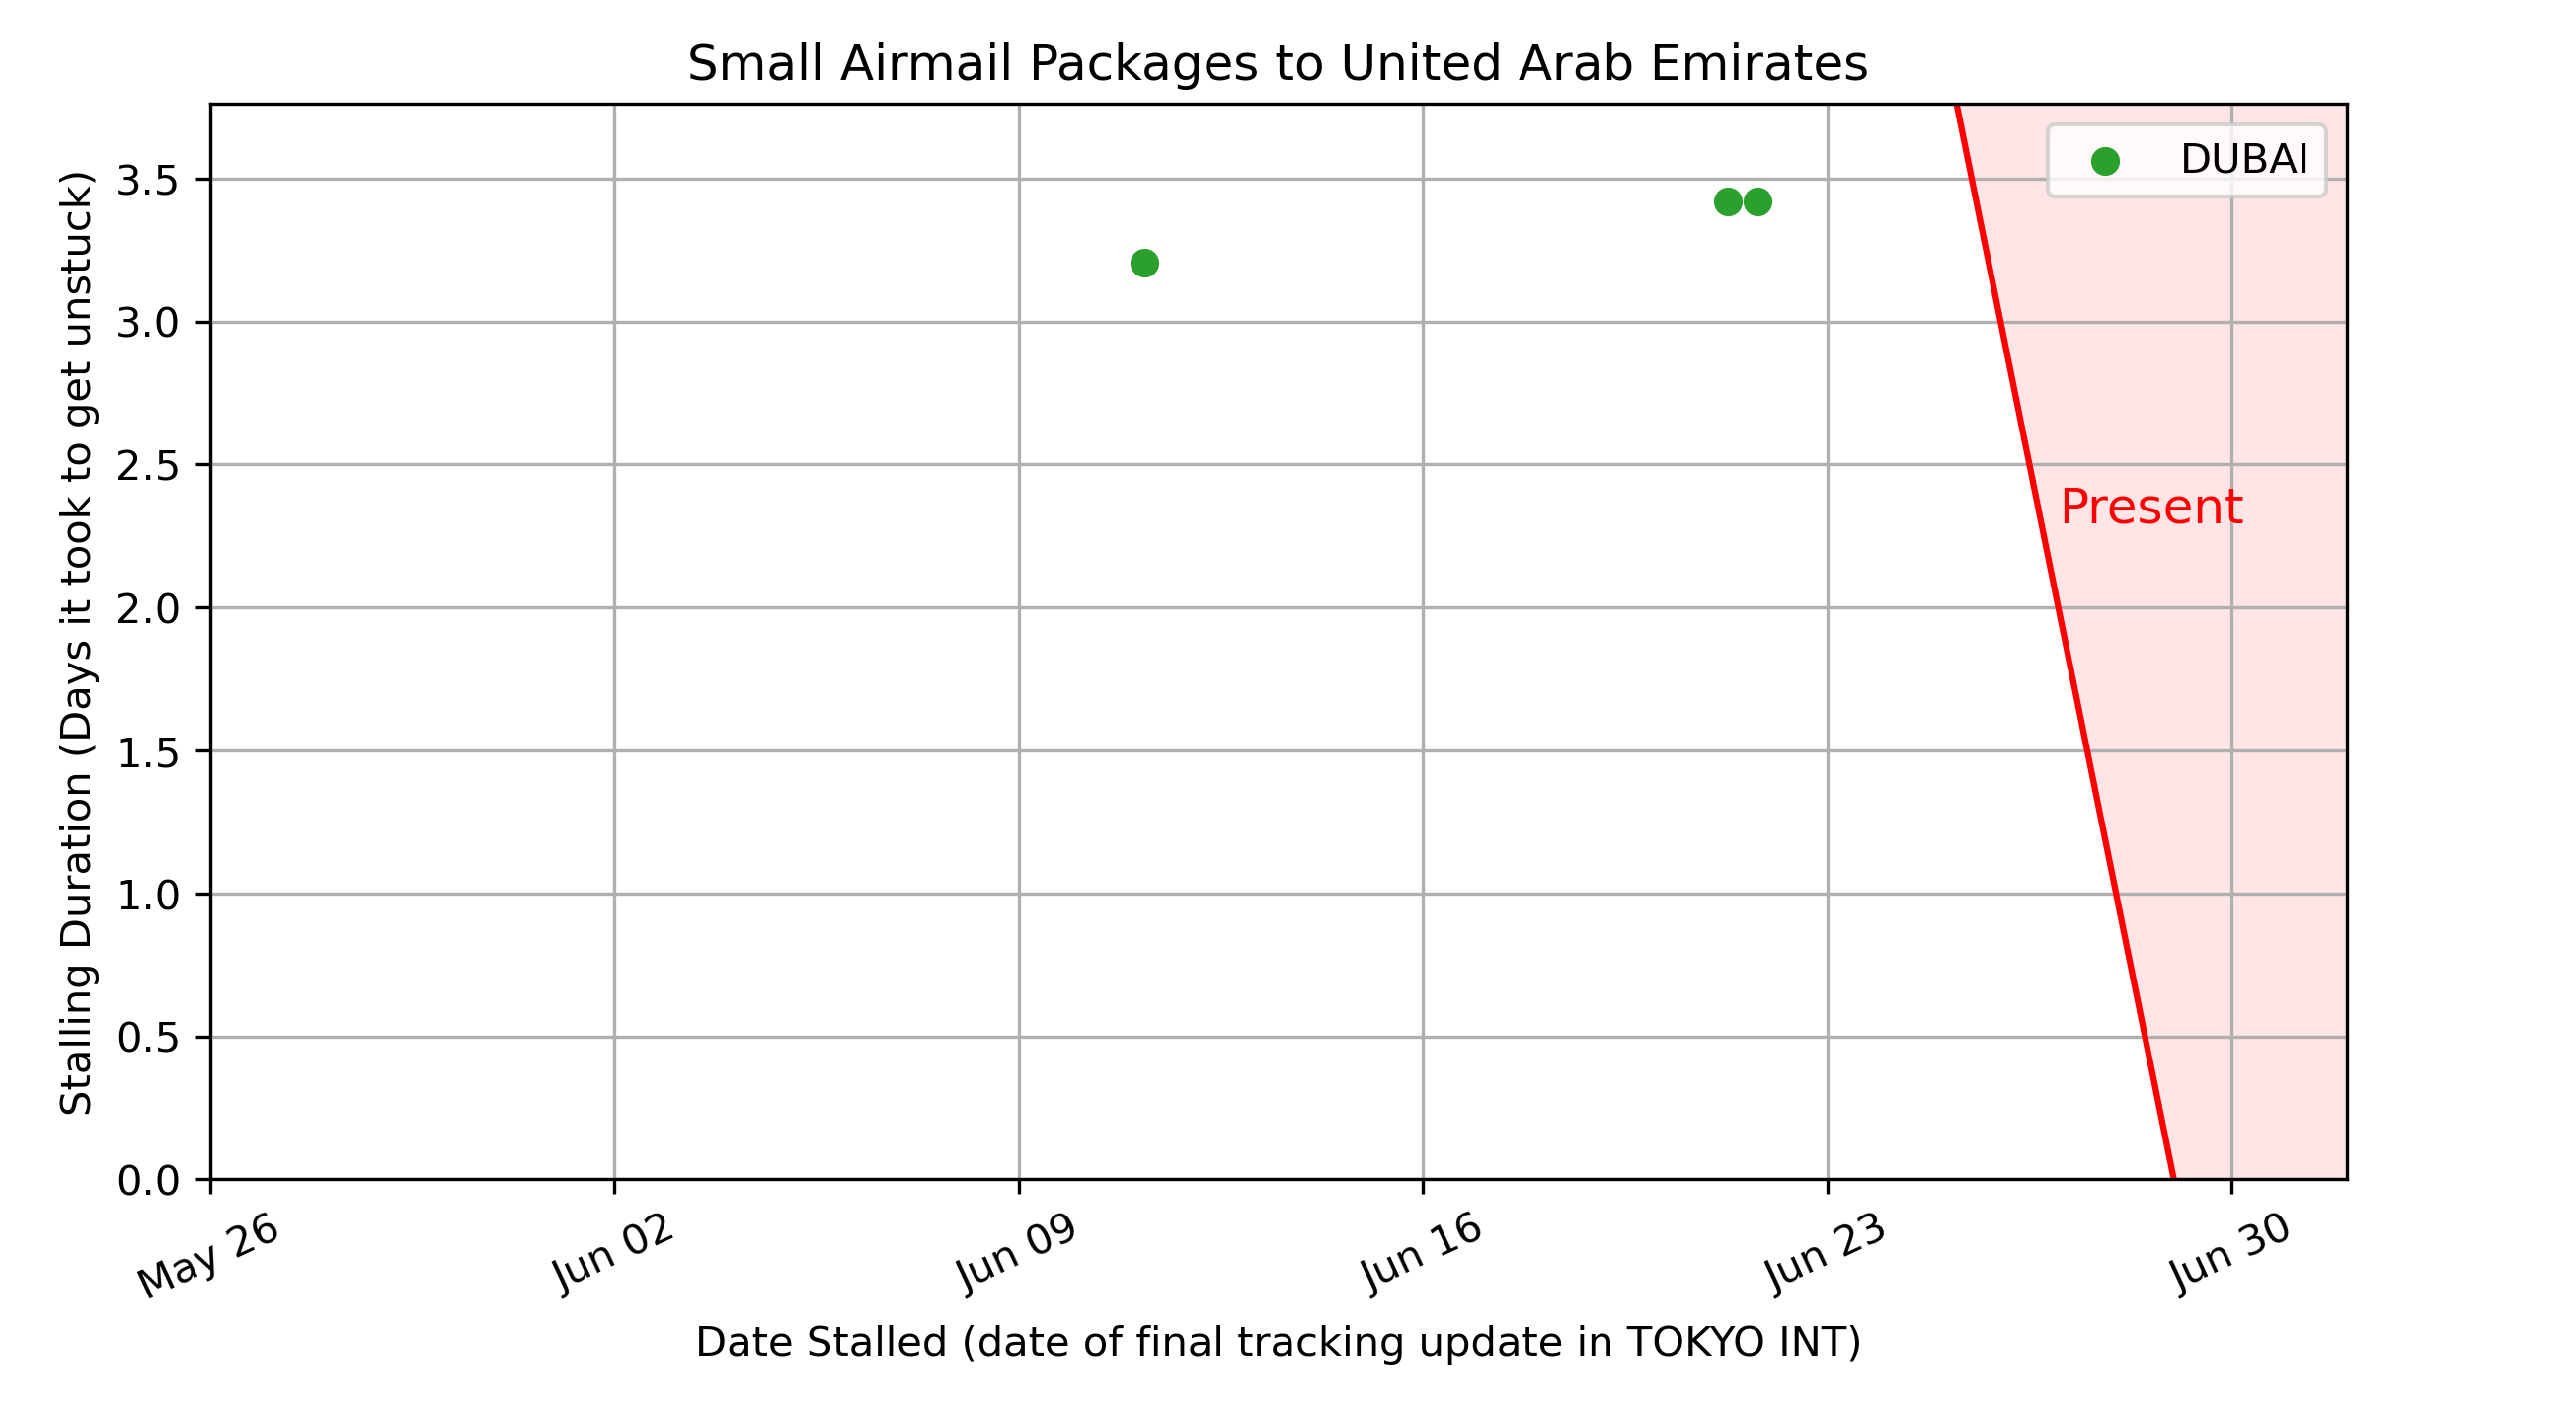 Small Airmail Packages to United Arab Emirates
DUBAI
Present
Stalling Duration (Days it took to get unstuck)
3.5
3.0
2.5
2.0
1.5
1.0
0.5
0.0
May 26
Jun 02
Jun 09
Jun 16
Jun 23
Jun 30
Date Stalled (date of final tracking update in TOKYO INT)